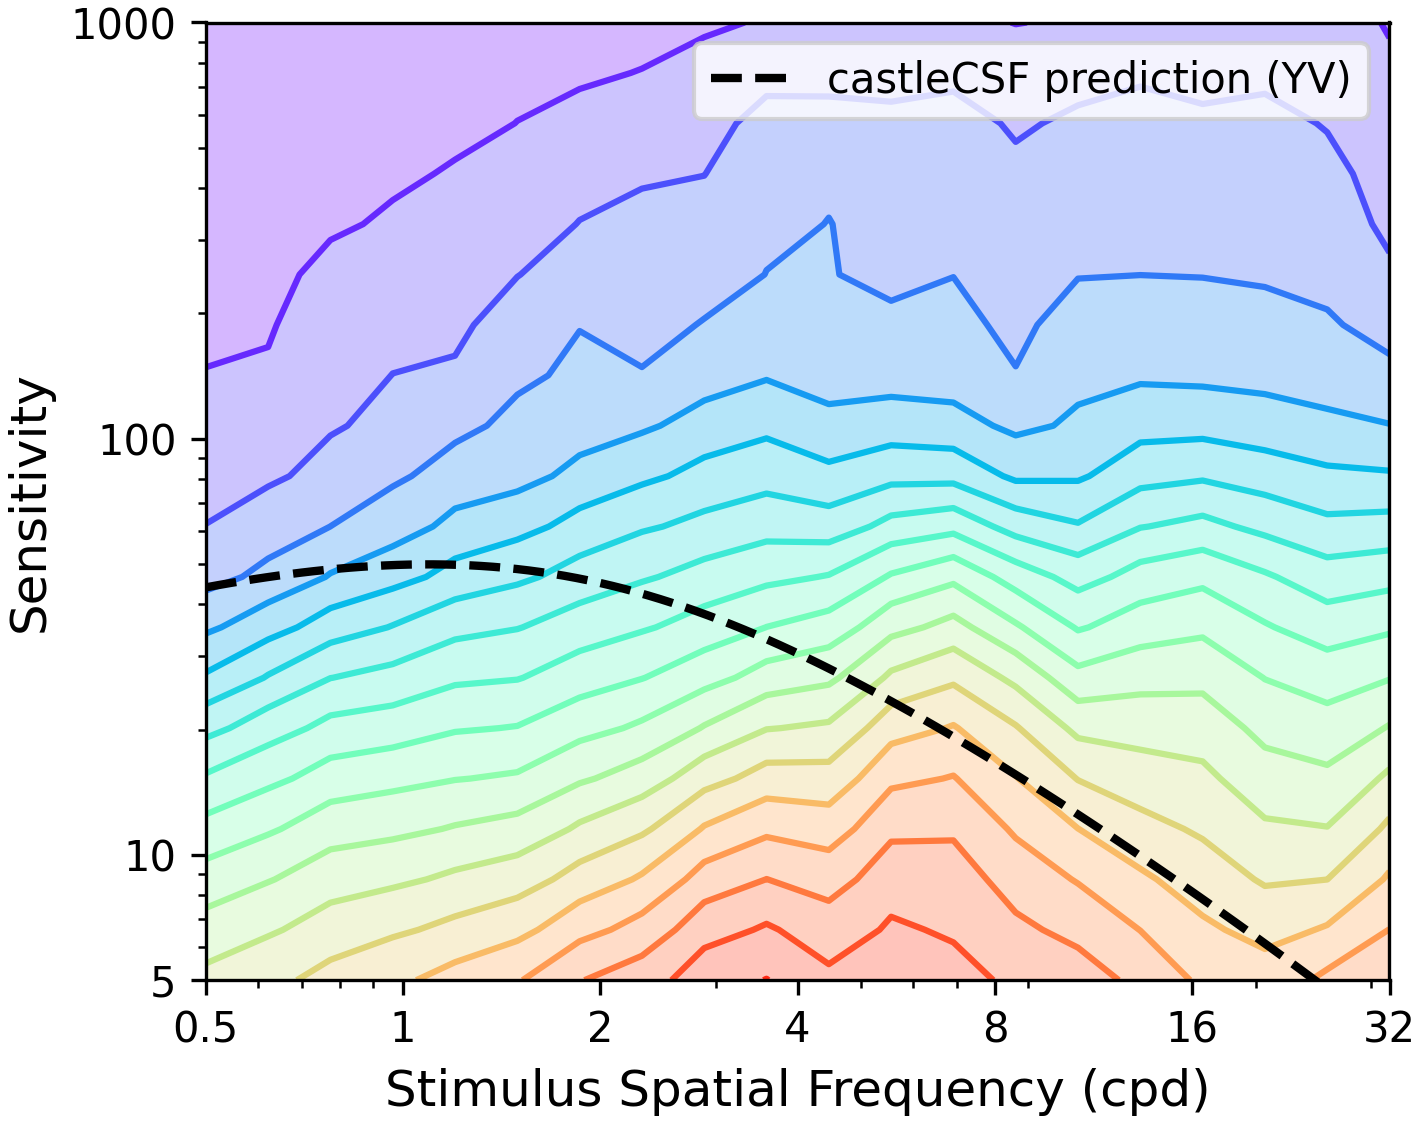 1000
castleCSF prediction (YV)
Sensitivity
100
10
5
0.5 1 2 4 8 16 32
Stimulus Spatial Frequency (cpd)